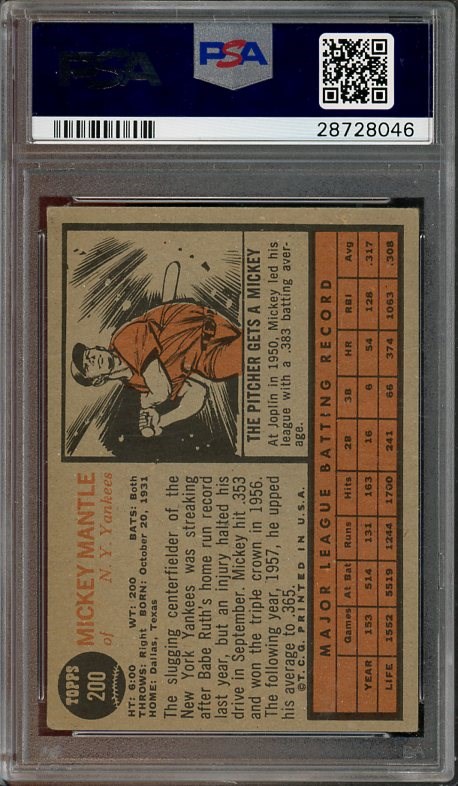 PSA
PSA
28728046
TOPPS
200
MICKEY MANTLE
of N. Y. Yankees
HT: 6:00 WT: 200 BATS: Both
THROWS: Right BORN: October 20, 1931
HOME: Dallas, Texas
The slugging centerfielder of the
New York Yankees was streaking
after Babe Ruth's home run record
last year, but an injury halted his
drive in September. Mickey hit .353
and won the triple crown in 1956.
The following year, 1957, he upped
his average to .365.
©T.C.G. PRINTED IN U.S.A.
THE PITCHER GETS A MICKEY
At Joplin in 1950, Mickey led his
league with a .383 batting aver-
age.
MAJOR LEAGUE BATTING RECORD
Games At Bat Runs Hits 2B 3B HR RBI Avg
YEAR 153 514 131 163 16 6 54 128 .317
LIFE 1552 5519 1244 1700 241 66 374 1063 .308